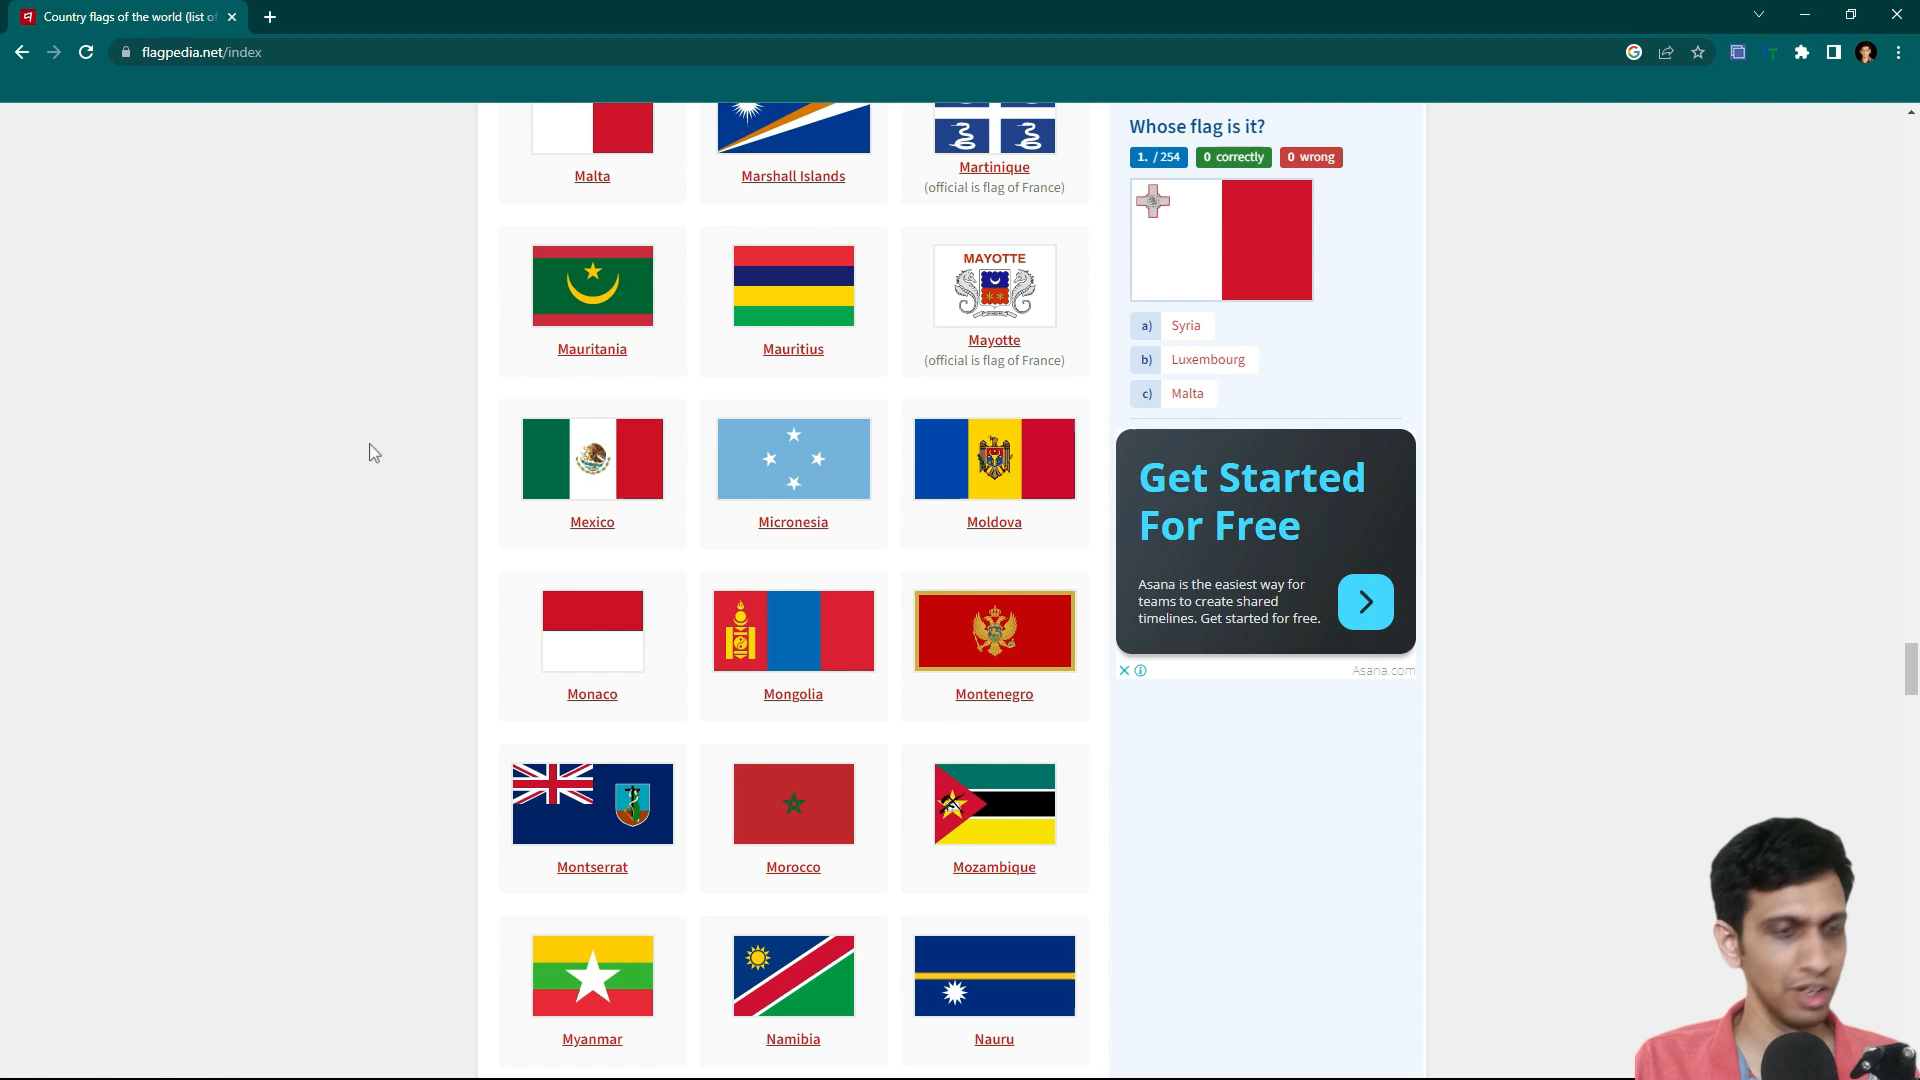 Country flags of the world (list of
flagpedia.net/index
Malta
Marshall Islands
Martinique
(official is flag of France)
Mauritania
Mauritius
MAYOTTE
Mayotte
(official is flag of France)
Mexico
Micronesia
Moldova
Monaco
Mongolia
Montenegro
Montserrat
Morocco
Mozambique
Myanmar
Namibia
Nauru
Whose flag is it?
1. / 254
0 correctly
0 wrong
a) Syria
b) Luxembourg
c) Malta
Get Started
For Free
Asana is the easiest way for
teams to create shared
timelines. Get started for free.
Asana.com